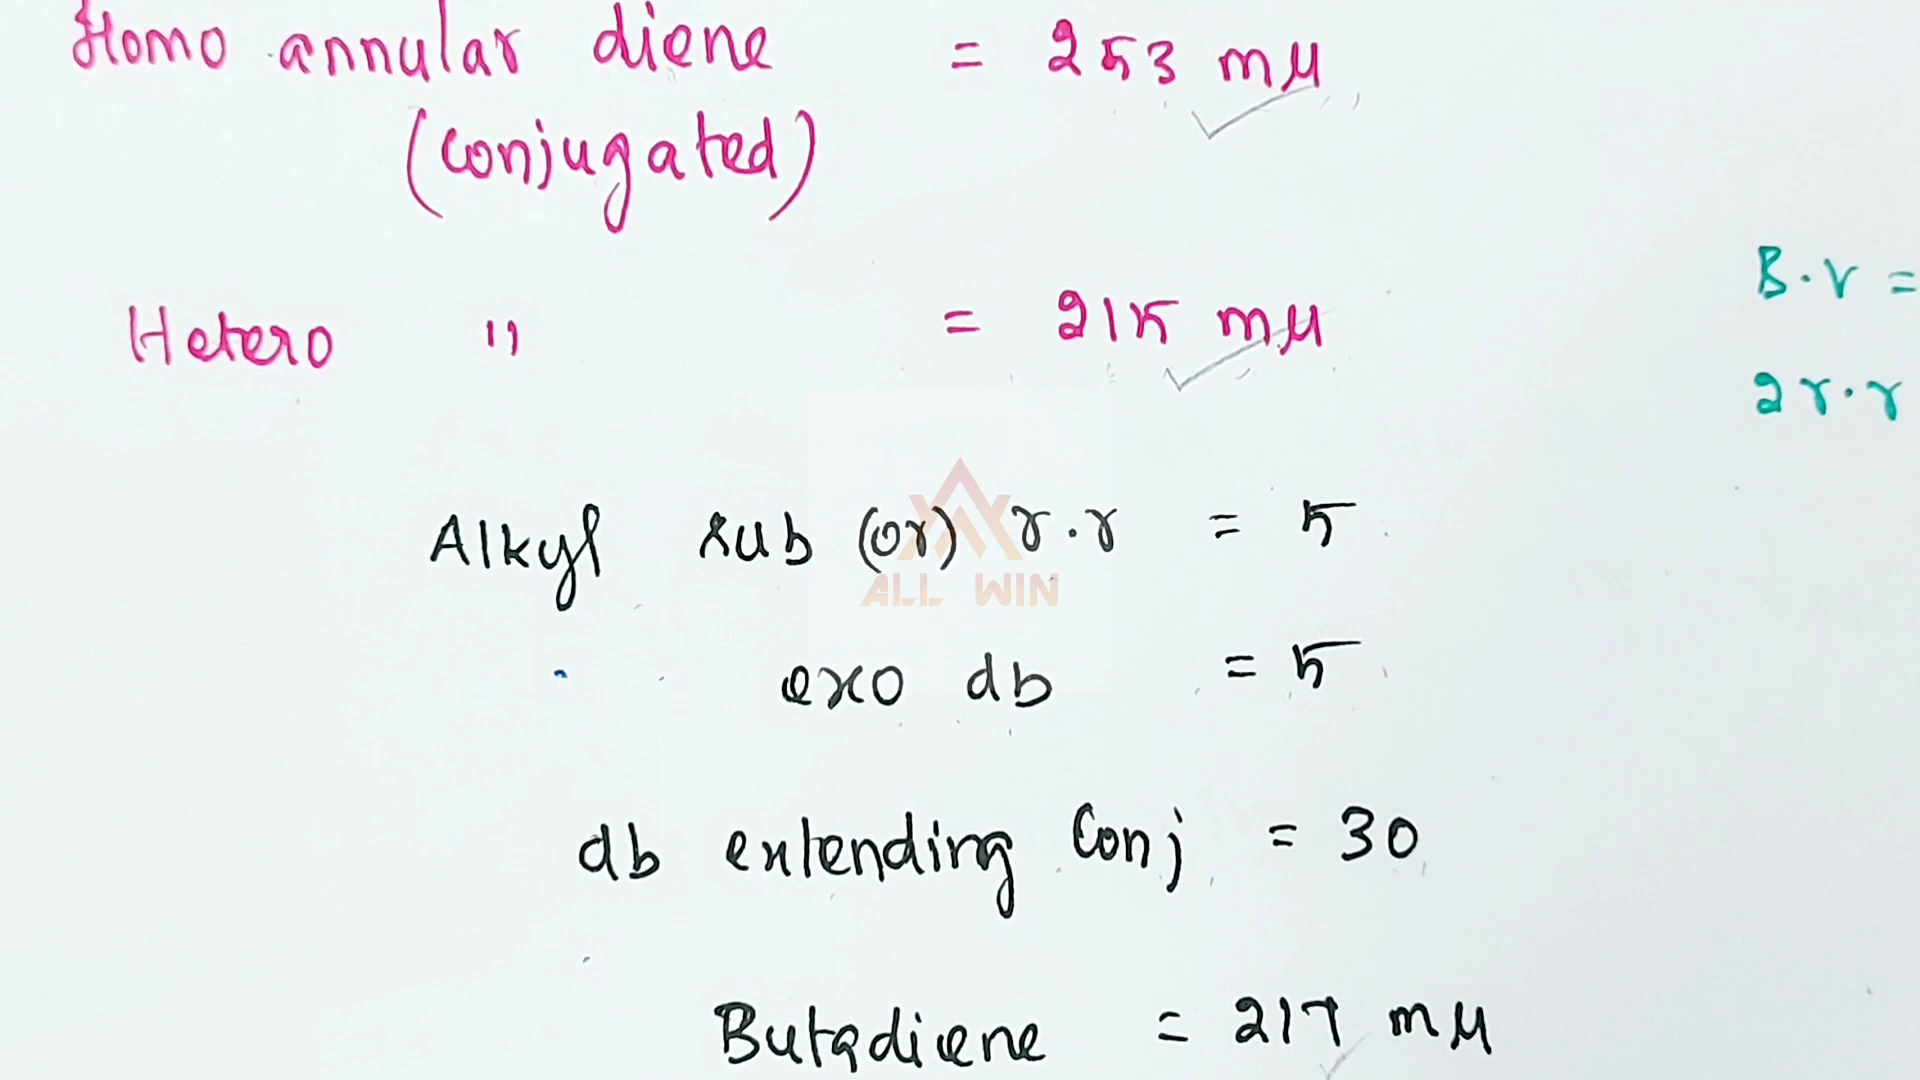 Homo annular diene = 253 mμ
(conjugated)
B.V =
Hetero " = 215 mμ
2 r.r
Alkyl sub (or) r.r = 5
ALL WIN
exo db = 5
db extending Conj = 30
Butadiene = 217 mμ